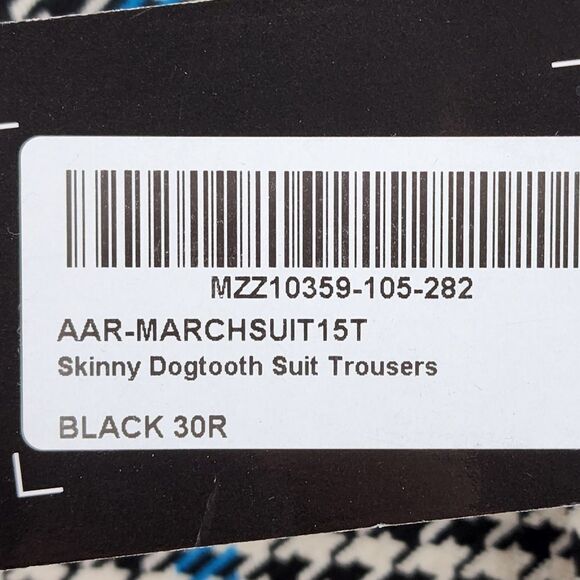 MZZ10359-105-282
AAR-MARCHSUIT15T
Skinny Dogtooth Suit Trousers
BLACK 30R